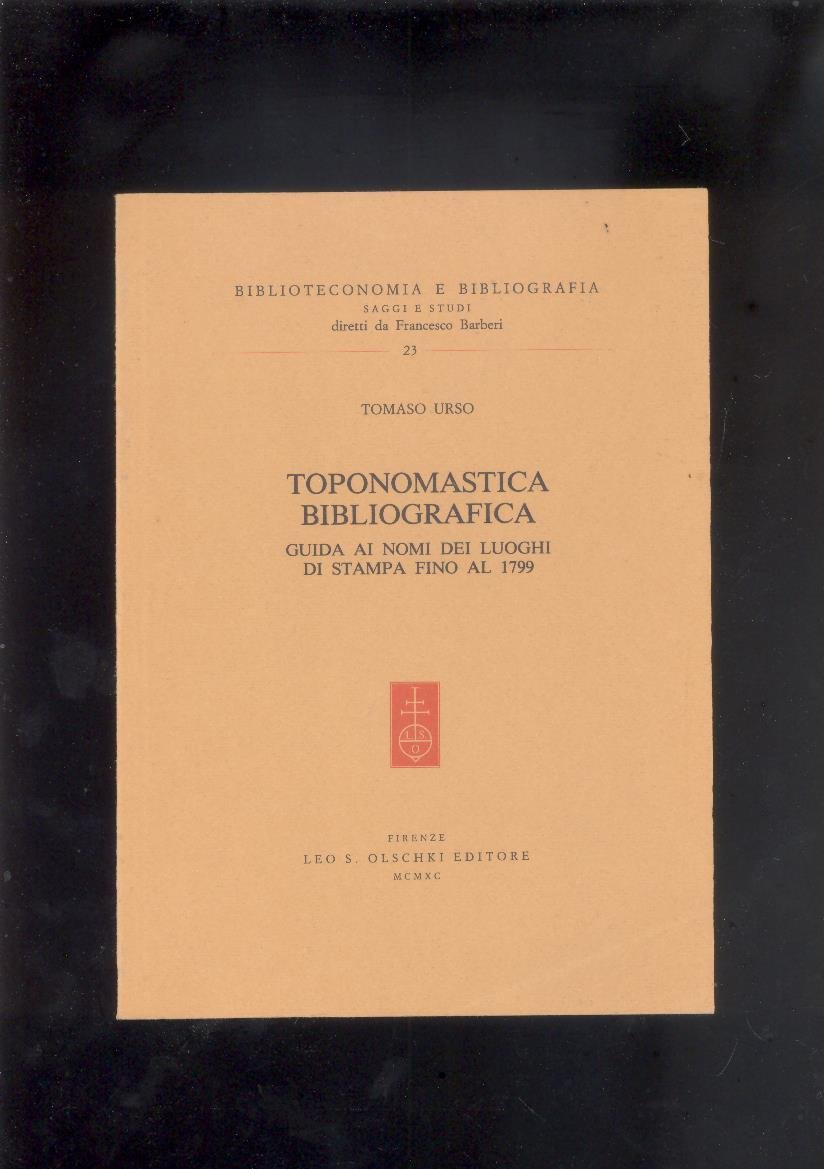 BIBLIOTECONOMIA E BIBLIOGRAFIA
SAGGI E STUDI
diretti da Francesco Barberi
23
TOMASO URSO
TOPONOMASTICA
BIBLIOGRAFICA
GUIDA AI NOMI DEI LUOGHI
DI STAMPA FINO AL 1799
L. S.
O
FIRENZE
LEO S. OLSCHKI EDITORE
MCMXC